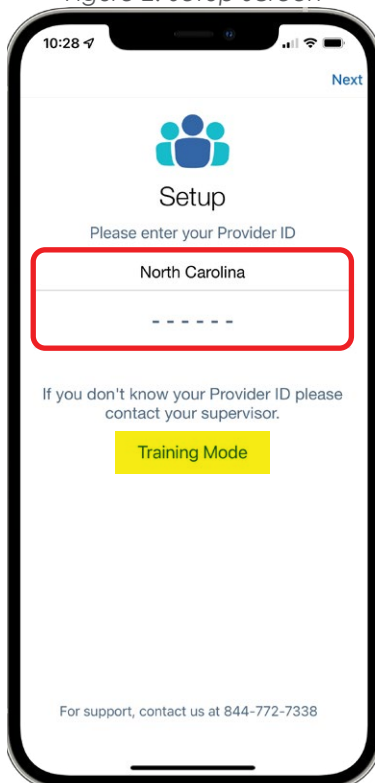 Figure 2: Setup Screen
10:28
Next
Setup
Please enter your Provider ID
North Carolina
- - - - - -
If you don't know your Provider ID please
contact your supervisor.
Training Mode
For support, contact us at 844-772-7338